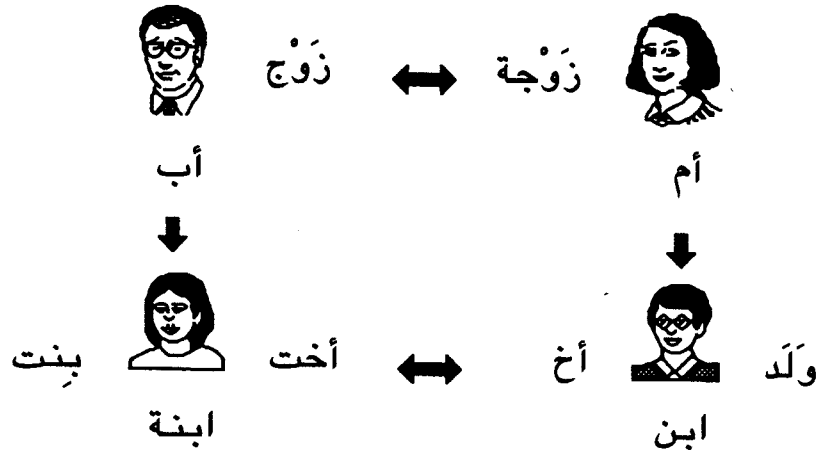 زَوْجة زَوْج
أم أب
وَلَد أخ أخت بِنت
ابن ابنة